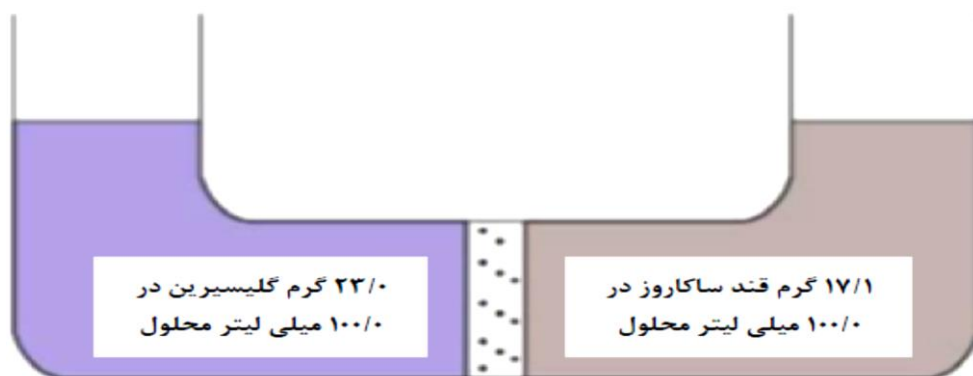 ۲۳/۰ گرم گلیسیرین در
۱۰۰/۰ میلی لیتر محلول
۱۷/۱ گرم قند ساکاروز در
۱۰۰/۰ میلی لیتر محلول